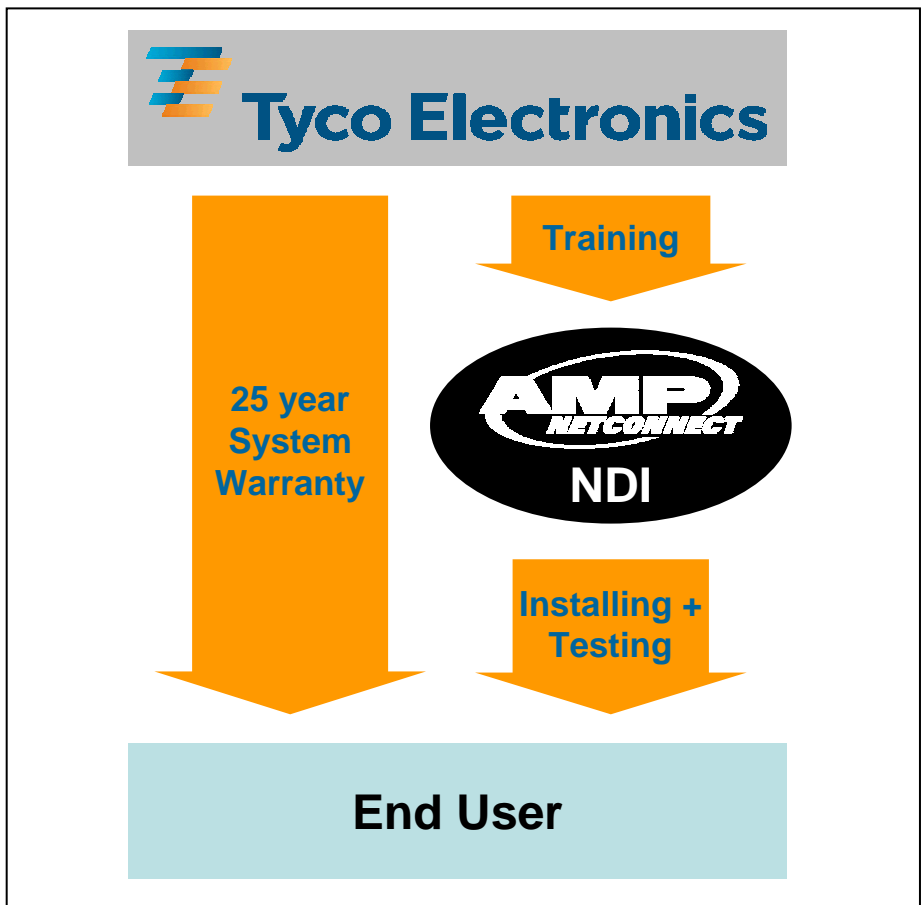 Tyco Electronics
Training
25 year
System
Warranty
AMP
NETCONNECT
NDI
Installing +
Testing
End User